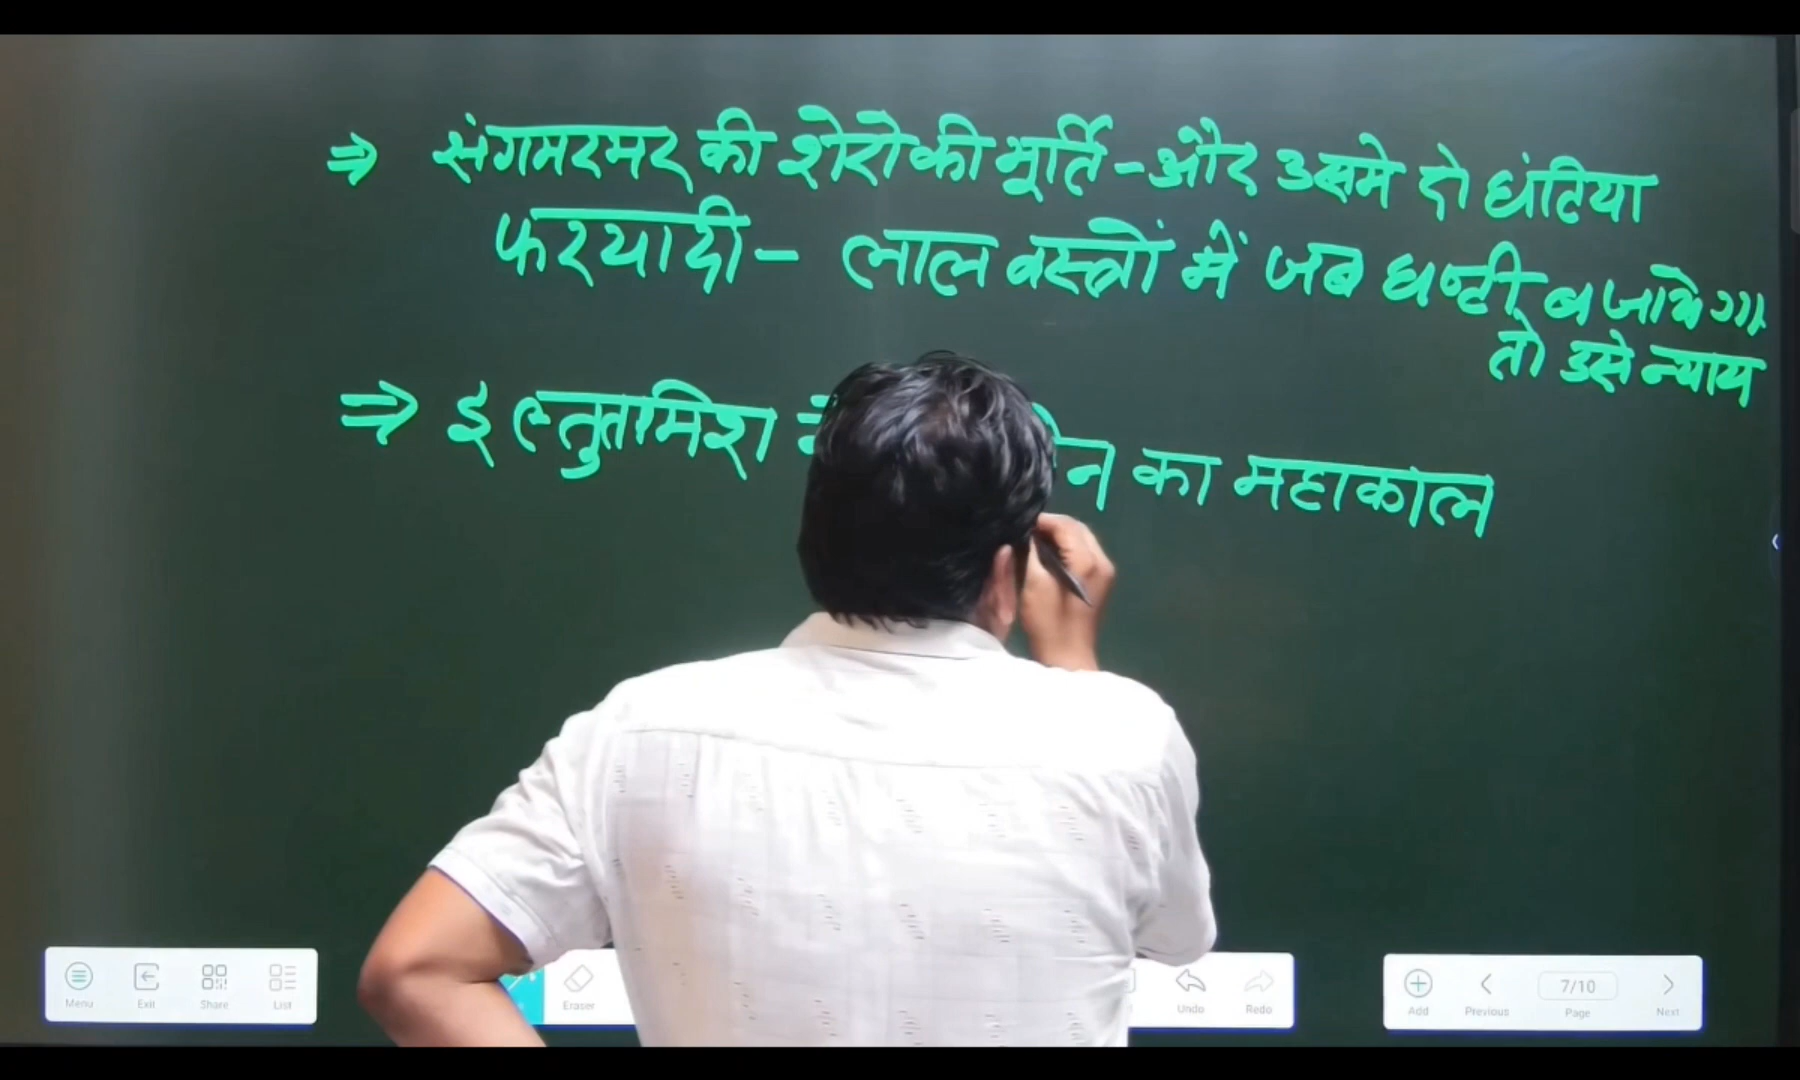 ⇒ संगमरमर की शेरो की मूर्ति - और उसमे दो घंटिया
फरयादी - लाल वस्त्रों में जब घण्टी बजायेगा
तो उसे न्याय
⇒ इल्तुतमिश का महाकाल
Menu Exit Share List Eraser Undo Redo Add Previous 7/10 Page Next